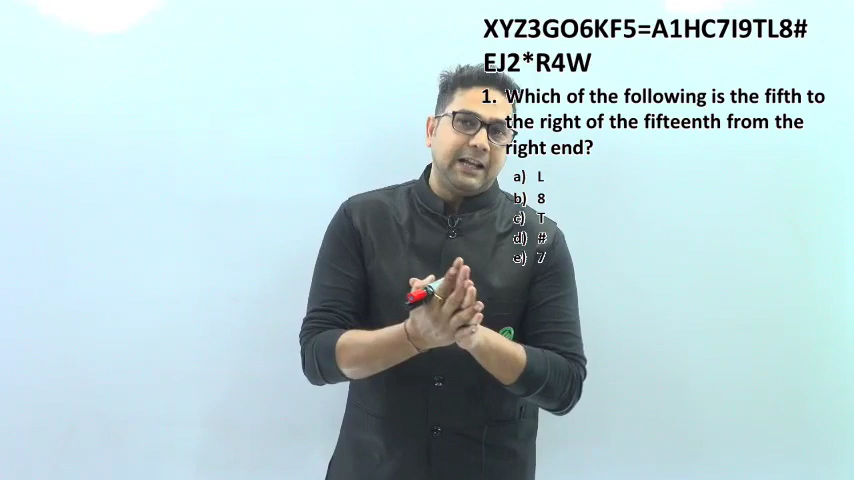 XYZ3GO6KF5=A1HC7I9TL8#
EJ2*R4W
1. Which of the following is the fifth to
the right of the fifteenth from the
right end?
a) L
b) 8
c) T
d) #
e) 7